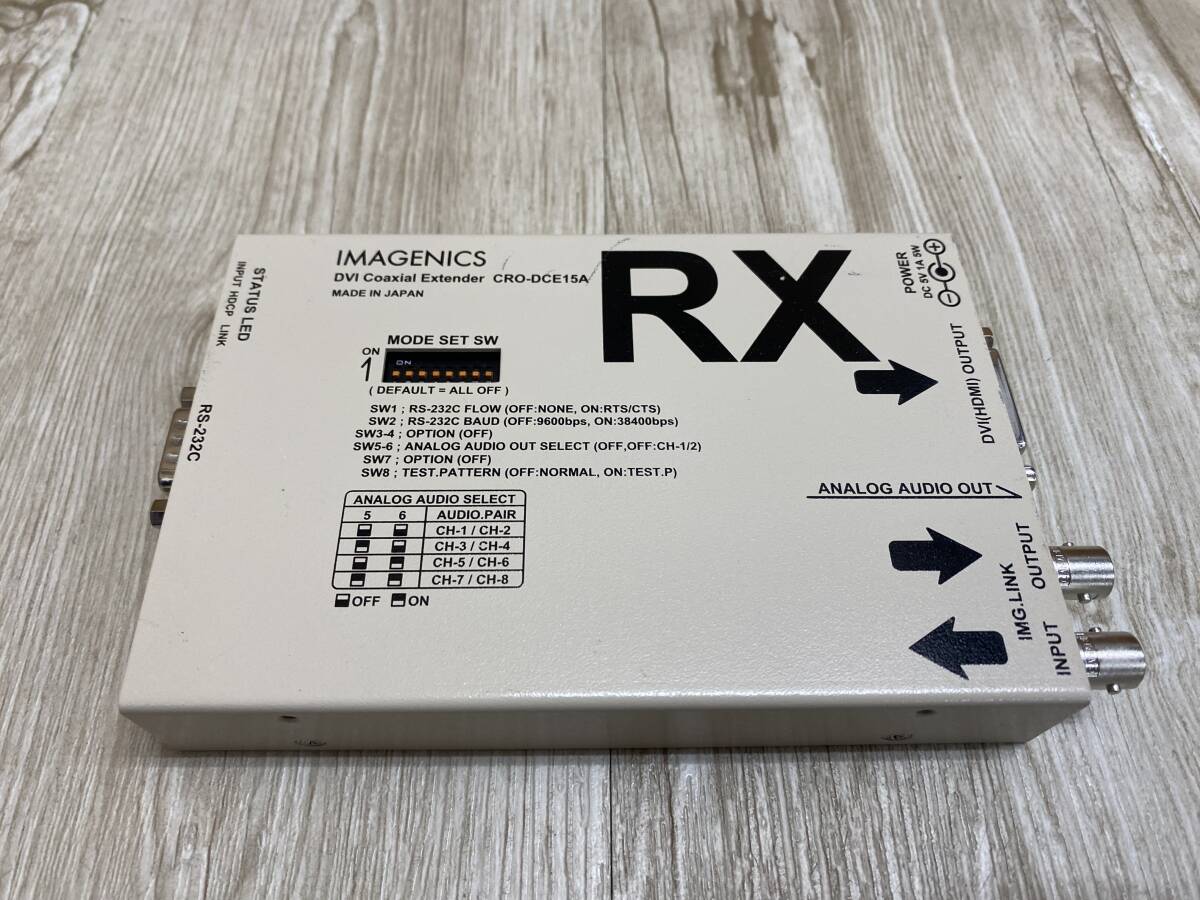 IMAGENICS
DVI Coaxial Extender CRO-DCE15A
MADE IN JAPAN
RX
POWER
DC 5V 1A 5W
STATUS LED
INPUT HDCP LINK
RS-232C
MODE SET SW
ON
1
ON
( DEFAULT = ALL OFF )
SW1 ; RS-232C FLOW (OFF:NONE, ON:RTS/CTS)
SW2 ; RS-232C BAUD (OFF:9600bps, ON:38400bps)
SW3-4 ; OPTION (OFF)
SW5-6 ; ANALOG AUDIO OUT SELECT (OFF,OFF:CH-1/2)
SW7 ; OPTION (OFF)
SW8 ; TEST.PATTERN (OFF:NORMAL, ON:TEST.P)
ANALOG AUDIO SELECT
5 6 AUDIO.PAIR
CH-1 / CH-2
CH-3 / CH-4
CH-5 / CH-6
CH-7 / CH-8
OFF ON
DVI(HDMI) OUTPUT
ANALOG AUDIO OUT
IMG.LINK
OUTPUT
INPUT